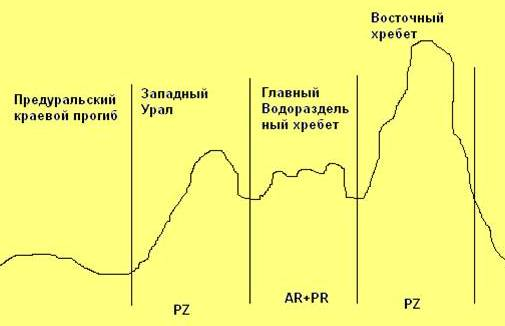 Восточный
хребет
Предуральский
краевой прогиб
Западный
Урал
Главный
Водораздель
ный хребет
PZ
AR+PR
PZ